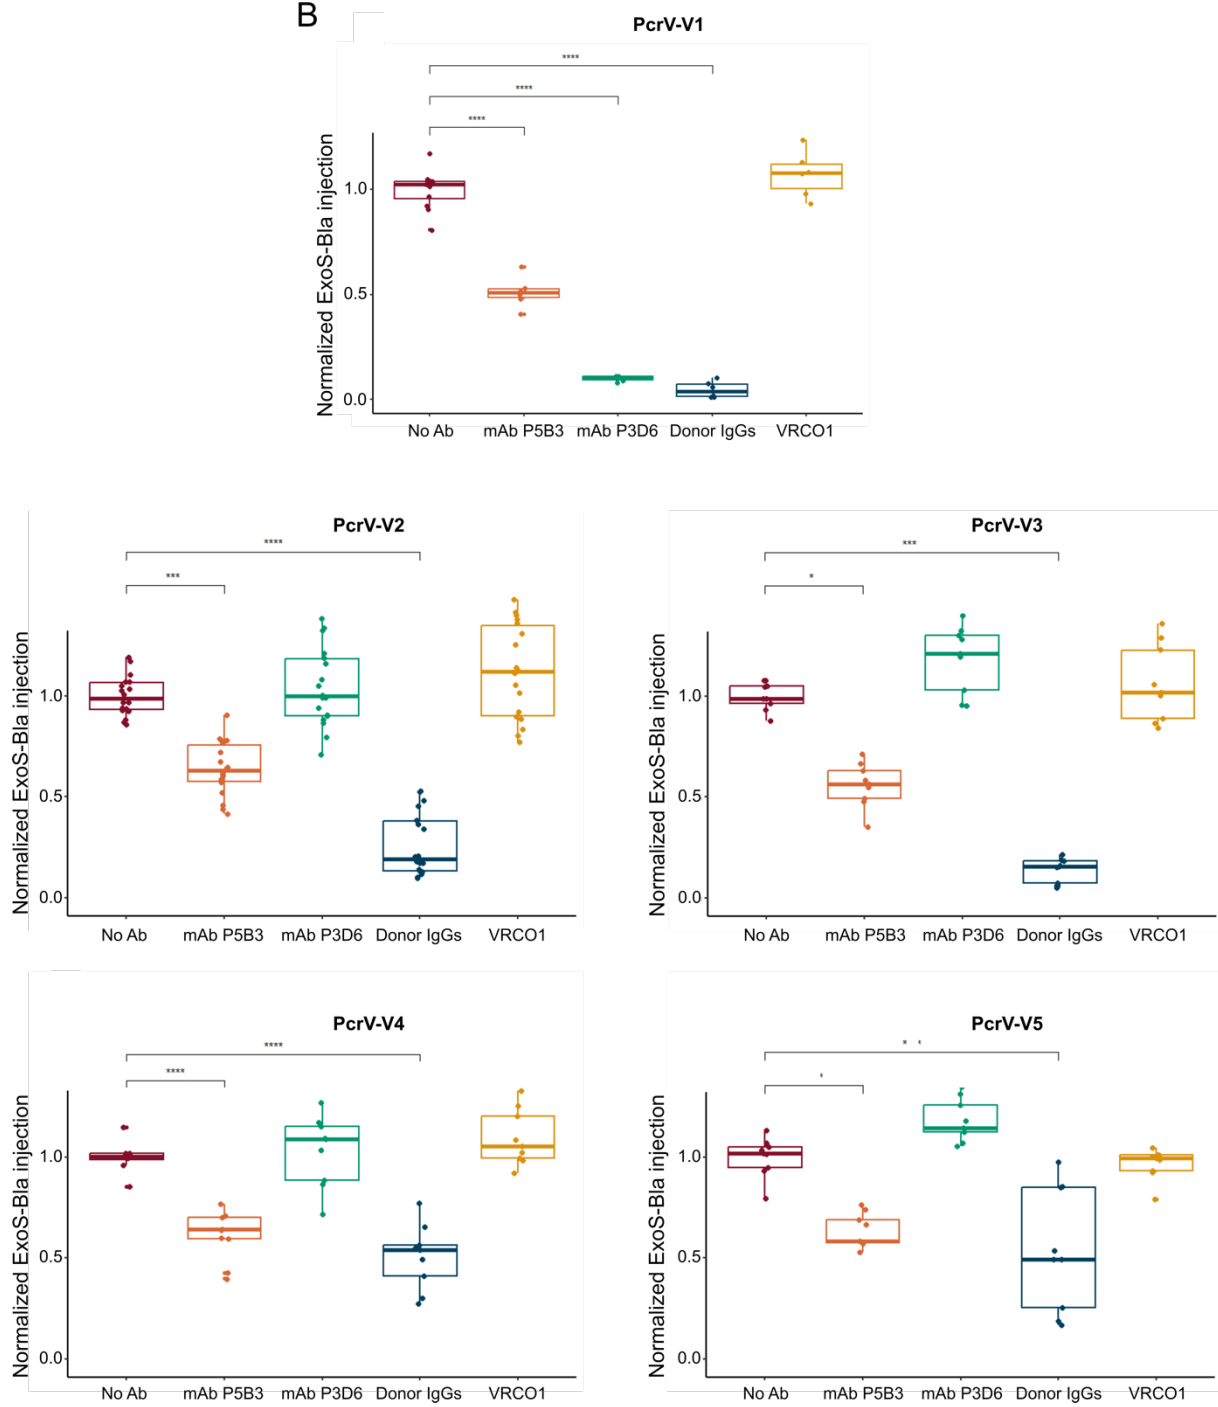 B
PcrV-V1
****
****
****
Normalized ExoS-Bla injection
1.0
0.5
0.0
No Ab mAb P5B3 mAb P3D6 Donor IgGs VRCO1
PcrV-V2
****
***
Normalized ExoS-Bla injection
1.0
0.5
0.0
No Ab mAb P5B3 mAb P3D6 Donor IgGs VRCO1
PcrV-V3
***
*
Normalized ExoS-Bla injection
1.0
0.5
0.0
No Ab mAb P5B3 mAb P3D6 Donor IgGs VRCO1
PcrV-V4
****
****
Normalized ExoS-Bla injection
1.0
0.5
0.0
No Ab mAb P5B3 mAb P3D6 Donor IgGs VRCO1
PcrV-V5
* *
*
Normalized ExoS-Bla injection
1.0
0.5
0.0
No Ab mAb P5B3 mAb P3D6 Donor IgGs VRCO1